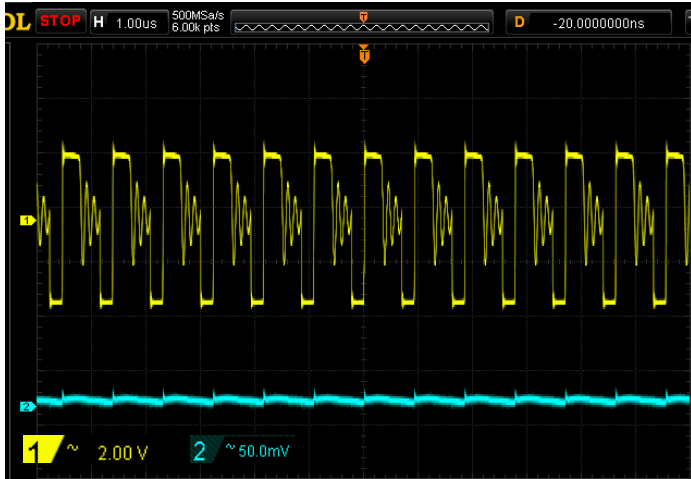 OL STOP H 1.00us 500MSa/s
6.00k pts T D -20.0000000ns
T
1
2
1 ~ 2.00 V 2 ~ 50.0mV